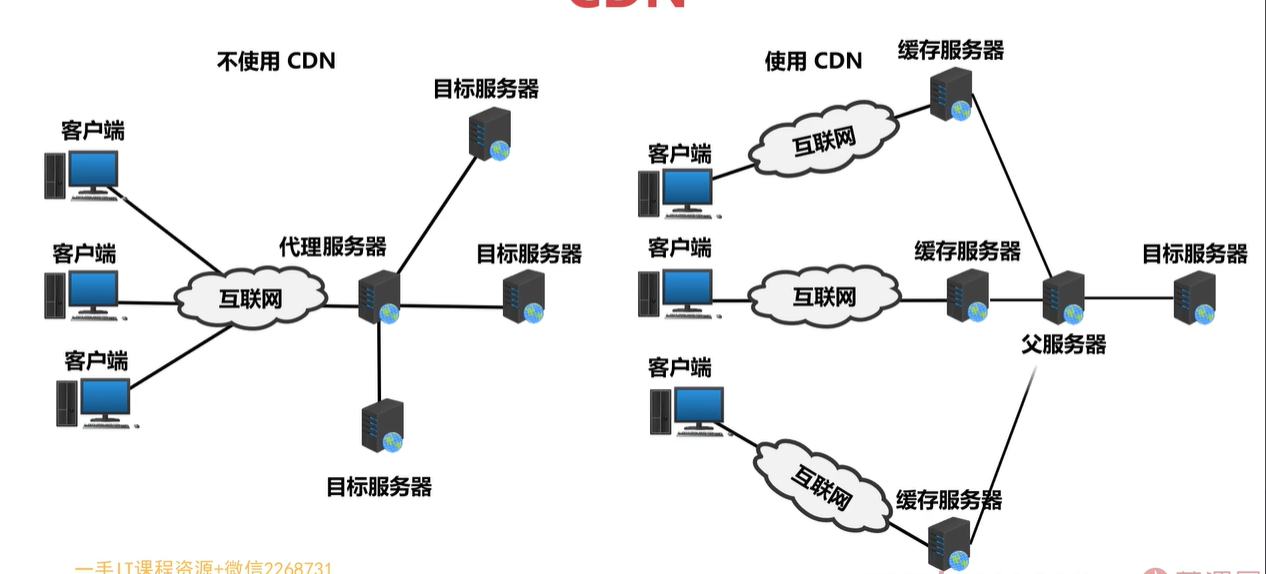 CDN
不使用 CDN
目标服务器
客户端
客户端
代理服务器
目标服务器
互联网
客户端
目标服务器
使用 CDN
缓存服务器
互联网
客户端
客户端
缓存服务器
目标服务器
互联网
父服务器
客户端
互联网
缓存服务器
一手IT课程资源+微信2268731